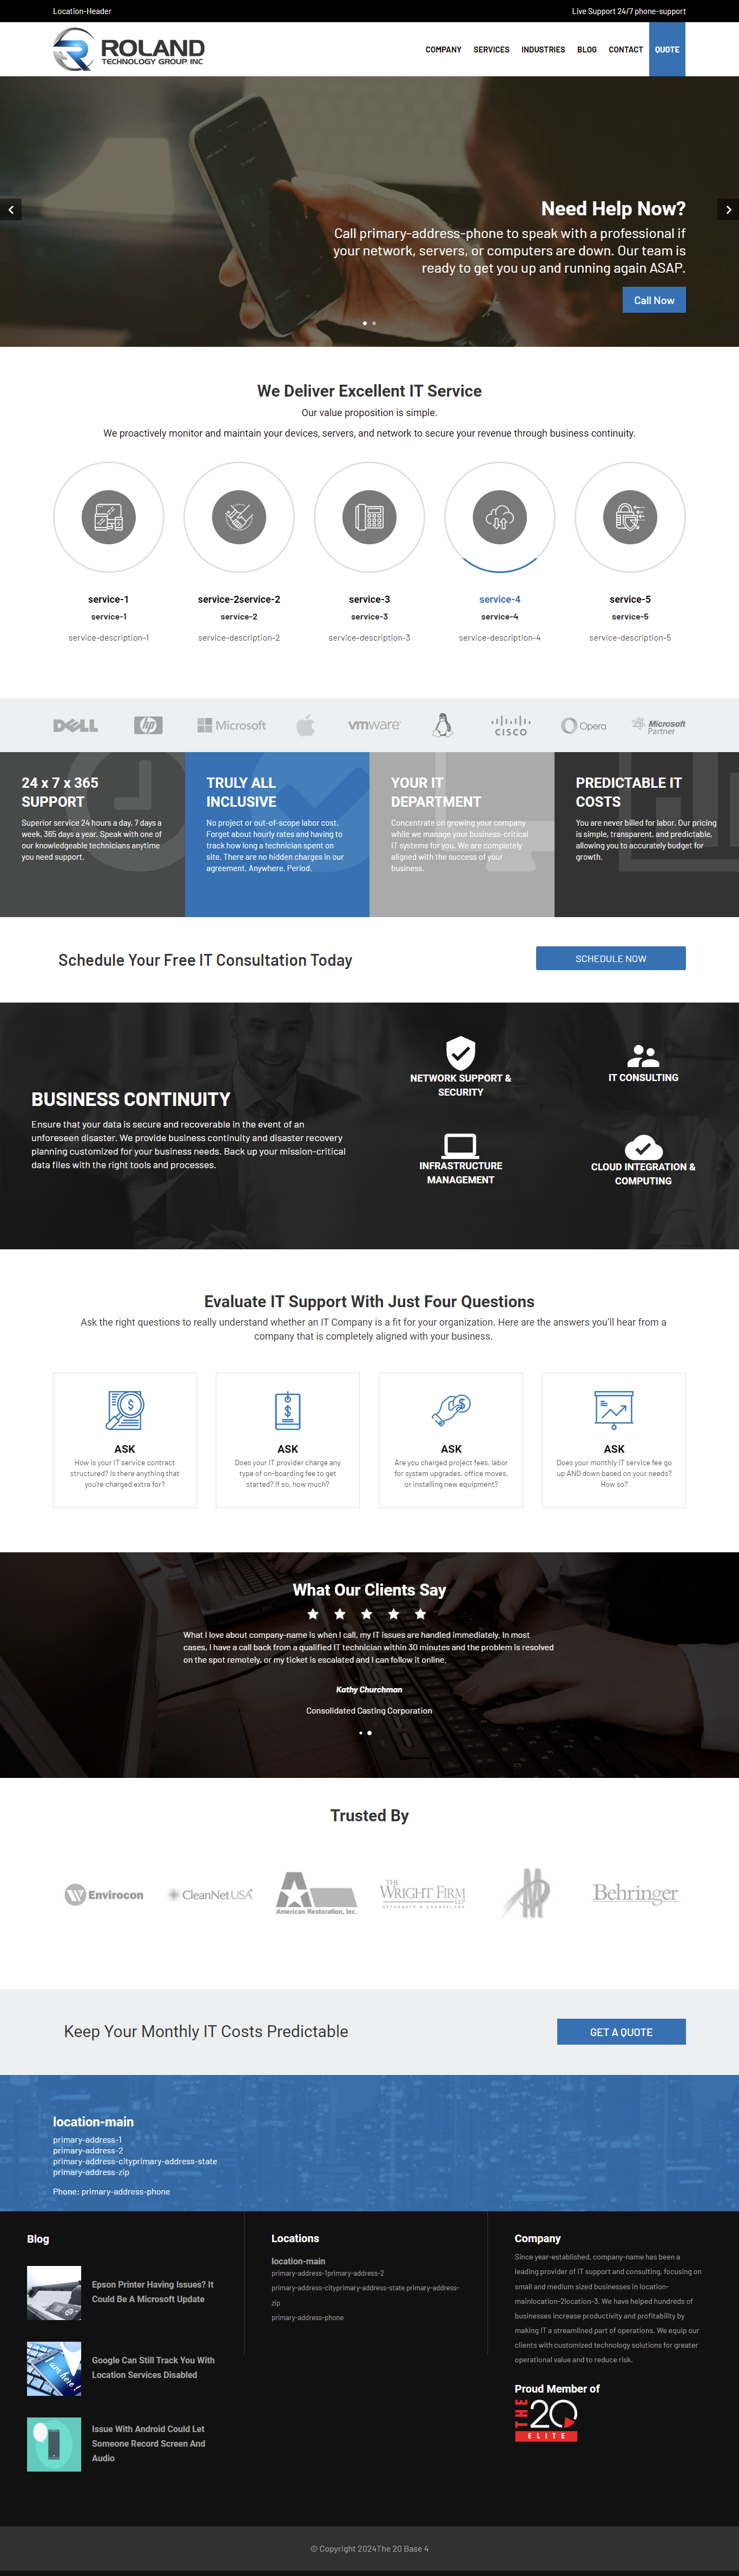 Location-Header
Live Support 24/7 phone-support
ROLAND
TECHNOLOGY GROUP, INC
COMPANY
SERVICES
INDUSTRIES
BLOG
CONTACT
QUOTE
Need Help Now?
Call primary-address-phone to speak with a professional if
your network, servers, or computers are down. Our team is
ready to get you up and running again ASAP.
Call Now
We Deliver Excellent IT Service
Our value proposition is simple.
We proactively monitor and maintain your devices, servers, and network to secure your revenue through business continuity.
service-1
service-1
service-description-1
service-2service-2
service-2
service-description-2
service-3
service-3
service-description-3
service-4
service-4
service-description-4
service-5
service-5
service-description-5
DELL
hp
Microsoft
vmware
CISCO
Opera
Microsoft
Partner
24 x 7 x 365
SUPPORT
Superior service 24 hours a day, 7 days a
week, 365 days a year. Speak with one of
our knowledgeable technicians anytime
you need support.
TRULY ALL
INCLUSIVE
No project or out-of-scope labor cost.
Forget about hourly rates and having to
track how long a technician spent on
site. There are no hidden charges in our
agreement. Anywhere. Period.
YOUR IT
DEPARTMENT
Concentrate on growing your company
while we manage your business-critical
IT systems for you. We are completely
aligned with the success of your
business.
PREDICTABLE IT
COSTS
You are never billed for labor. Our pricing
is simple, transparent, and predictable,
allowing you to accurately budget for
growth.
Schedule Your Free IT Consultation Today
SCHEDULE NOW
BUSINESS CONTINUITY
Ensure that your data is secure and recoverable in the event of an
unforeseen disaster. We provide business continuity and disaster recovery
planning customized for your business needs. Back up your mission-critical
data files with the right tools and processes.
NETWORK SUPPORT &
SECURITY
IT CONSULTING
INFRASTRUCTURE
MANAGEMENT
CLOUD INTEGRATION &
COMPUTING
Evaluate IT Support With Just Four Questions
Ask the right questions to really understand whether an IT Company is a fit for your organization. Here are the answers you'll hear from a
company that is completely aligned with your business.
ASK
How is your IT service contract
structured? Is there anything that
you're charged extra for?
ASK
Does your IT provider charge any
type of on-boarding fee to get
started? If so, how much?
ASK
Are you charged project fees, labor
for system upgrades, office moves,
or installing new equipment?
ASK
Does your monthly IT service fee go
up AND down based on your needs?
How so?
What Our Clients Say
What I love about company-name is when I call, my IT issues are handled immediately. In most
cases, I have a call back from a qualified IT technician within 30 minutes and the problem is resolved
on the spot remotely, or my ticket is escalated and I can follow it online.
Kathy Churchman
Consolidated Casting Corporation
Trusted By
Envirocon
CleanNet USA
American Restoration, Inc.
THE
WRIGHT FIRM
LLP
ATTORNEYS & COUNSELORS
Behringer
Keep Your Monthly IT Costs Predictable
GET A QUOTE
location-main
primary-address-1
primary-address-2
primary-address-cityprimary-address-state
primary-address-zip
Phone: primary-address-phone
Blog
Epson Printer Having Issues? It
Could Be A Microsoft Update
I am here!
Google Can Still Track You With
Location Services Disabled
Issue With Android Could Let
Someone Record Screen And
Audio
Locations
location-main
primary-address-1primary-address-2
primary-address-cityprimary-address-state primary-address-
zip
primary-address-phone
Company
Since year-established, company-name has been a
leading provider of IT support and consulting, focusing on
small and medium sized businesses in location-
mainlocation-2location-3. We have helped hundreds of
businesses increase productivity and profitability by
making IT a streamlined part of operations. We equip our
clients with customized technology solutions for greater
operational value and to reduce risk.
Proud Member of
THE 20
ELITE
© Copyright 2024The 20 Base 4